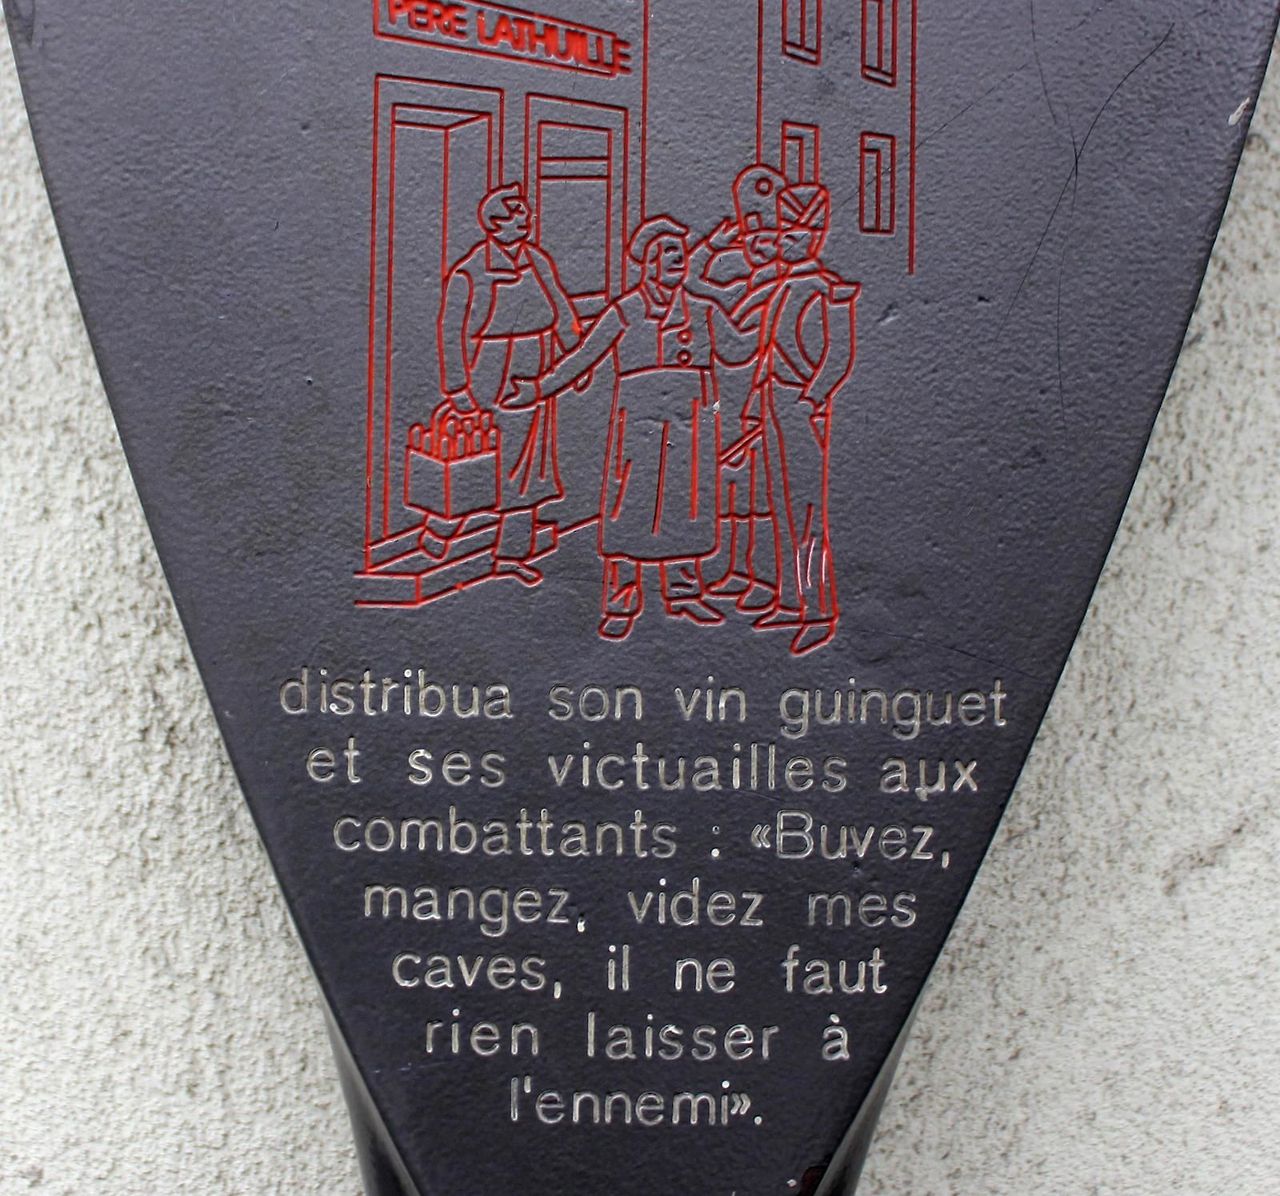 PERE LATHUILLE
distribua son vin guinguet
et ses victuailles aux
combattants : «Buvez,
mangez, videz mes
caves, il ne faut
rien laisser à
l'ennemi».